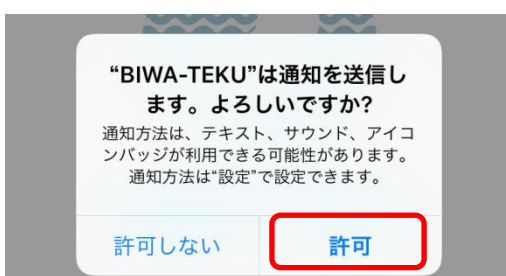 “BIWA-TEKU”は通知を送信し
ます。よろしいですか?
通知方法は、テキスト、サウンド、アイコ
ンバッジが利用できる可能性があります。
通知方法は“設定”で設定できます。
許可しない
許可